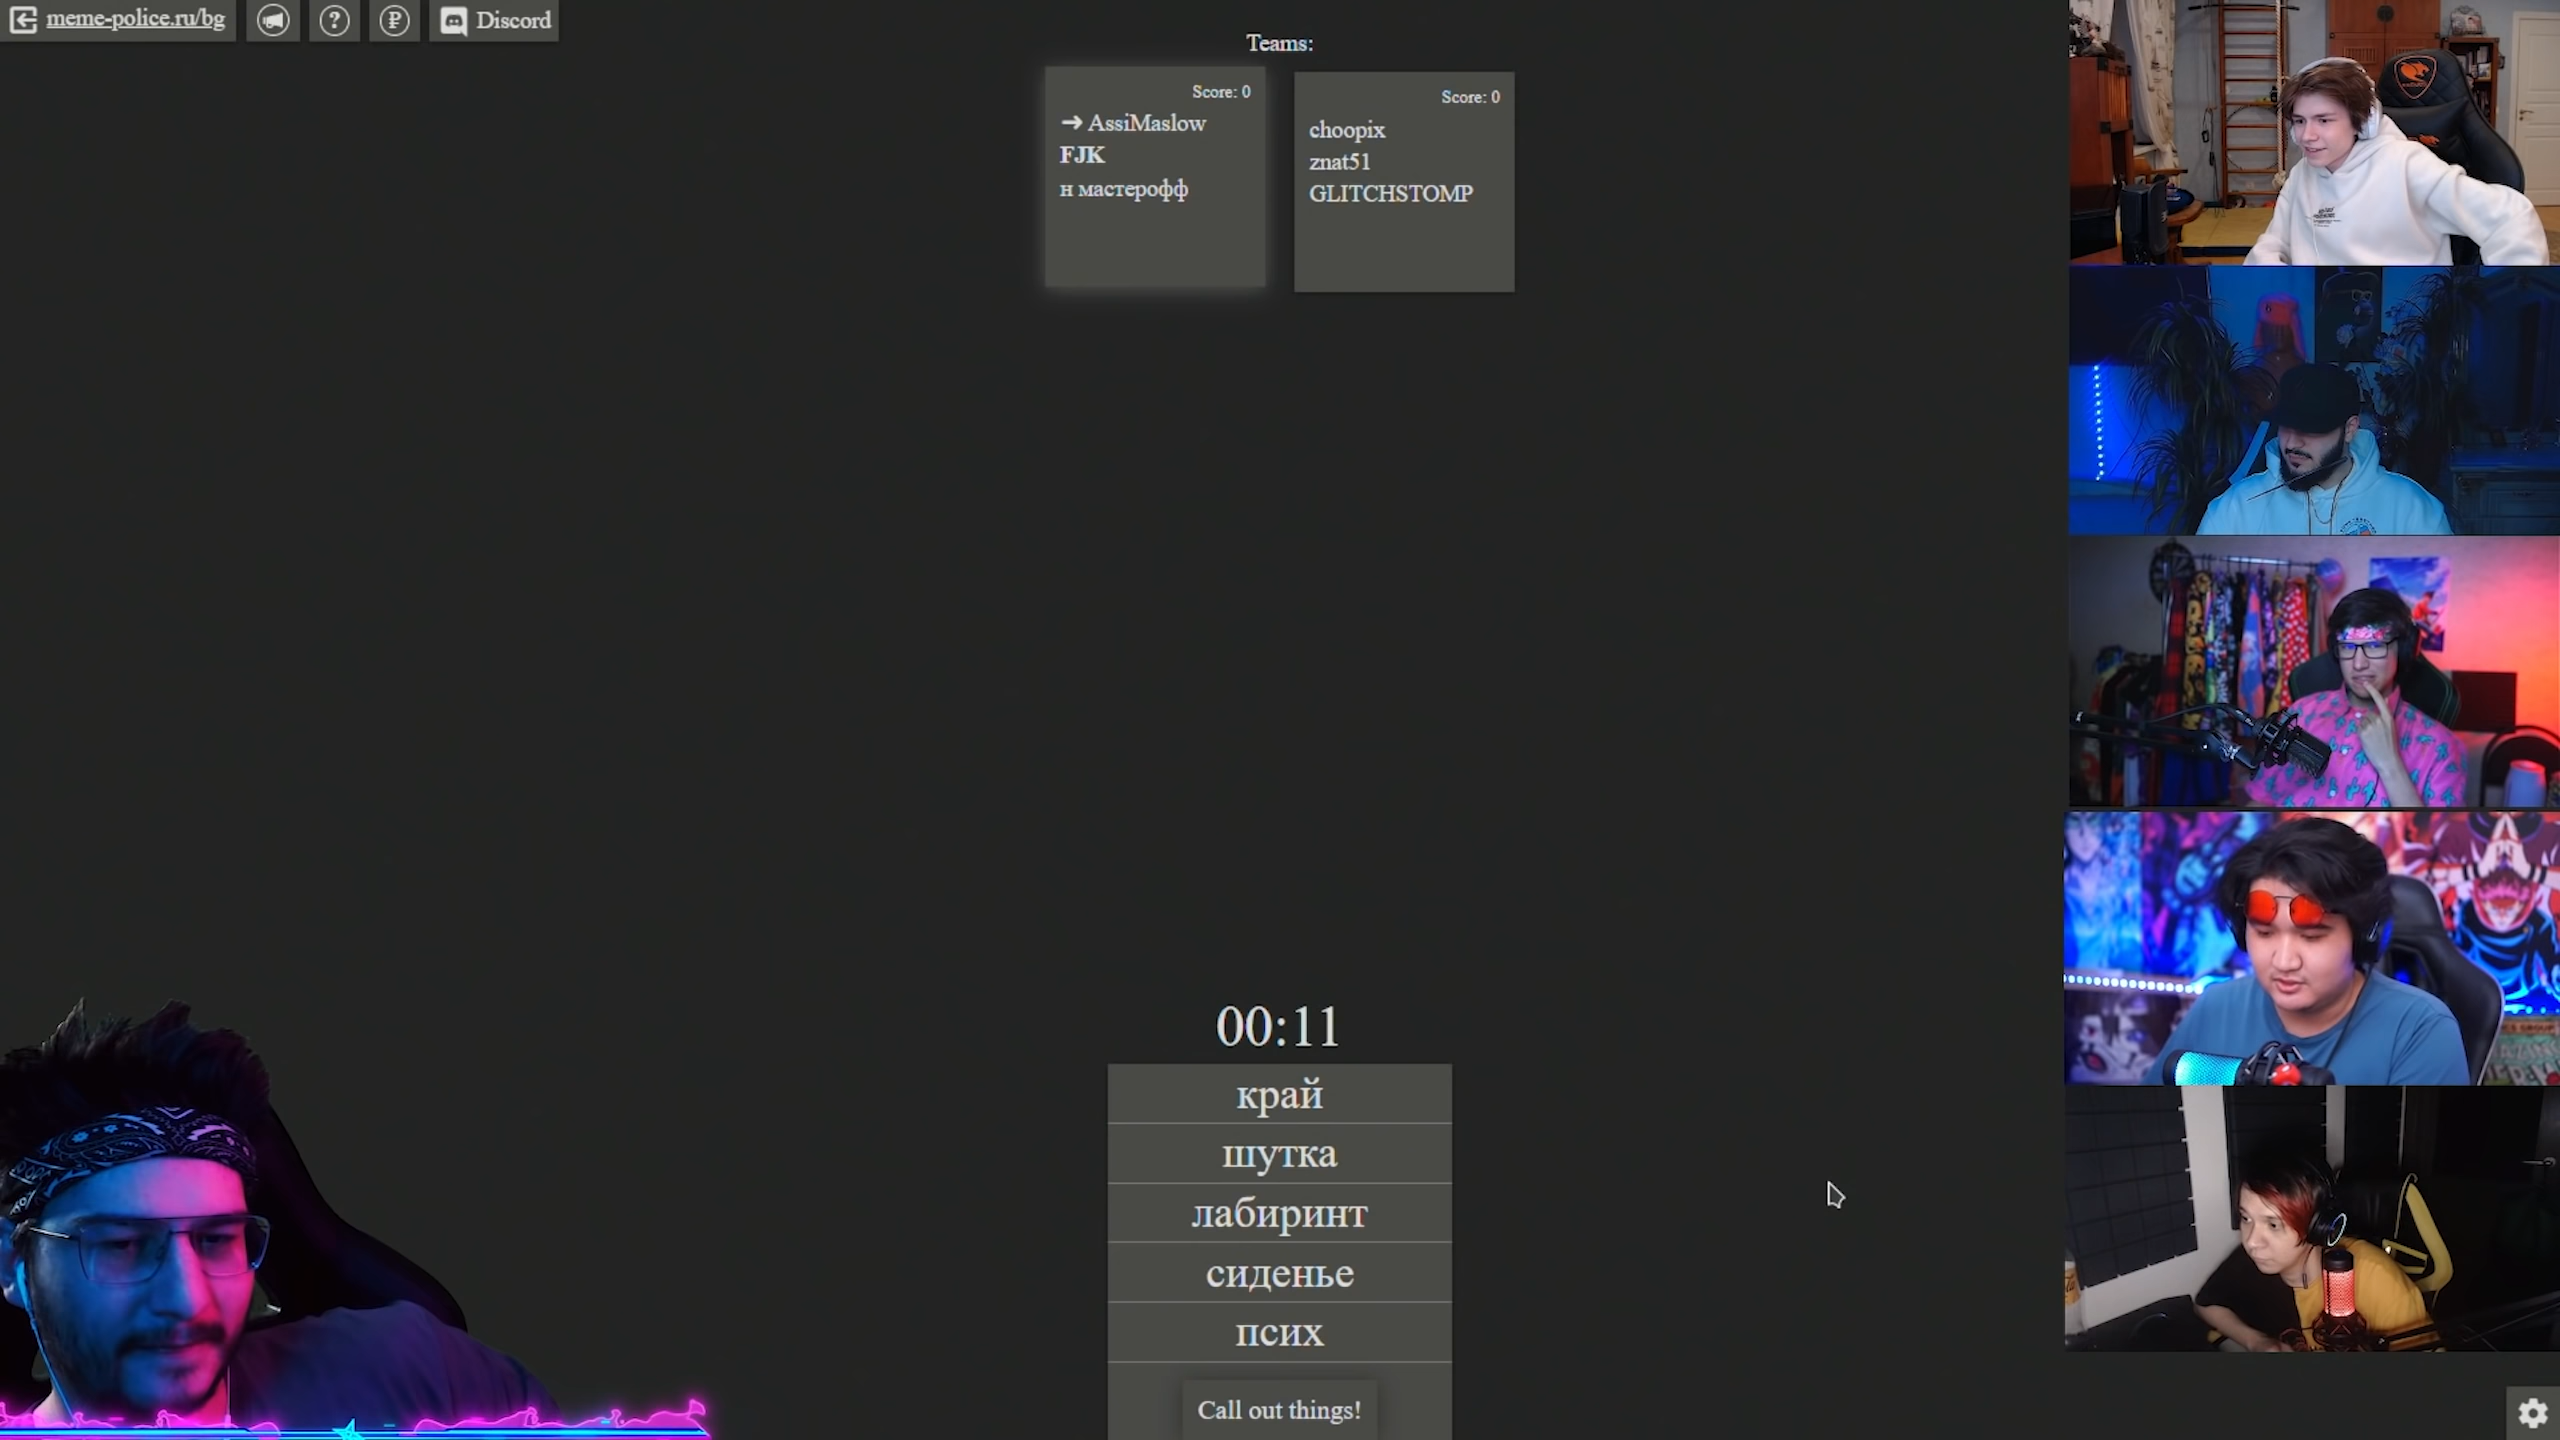 meme-police.ru/bg
Discord
Teams:
Score: 0
→ AssiMaslow
FJK
н мастерофф
Score: 0
choopix
znat51
GLITCHSTOMP
00:11
край
шутка
лабиринт
сиденье
псих
Call out things!